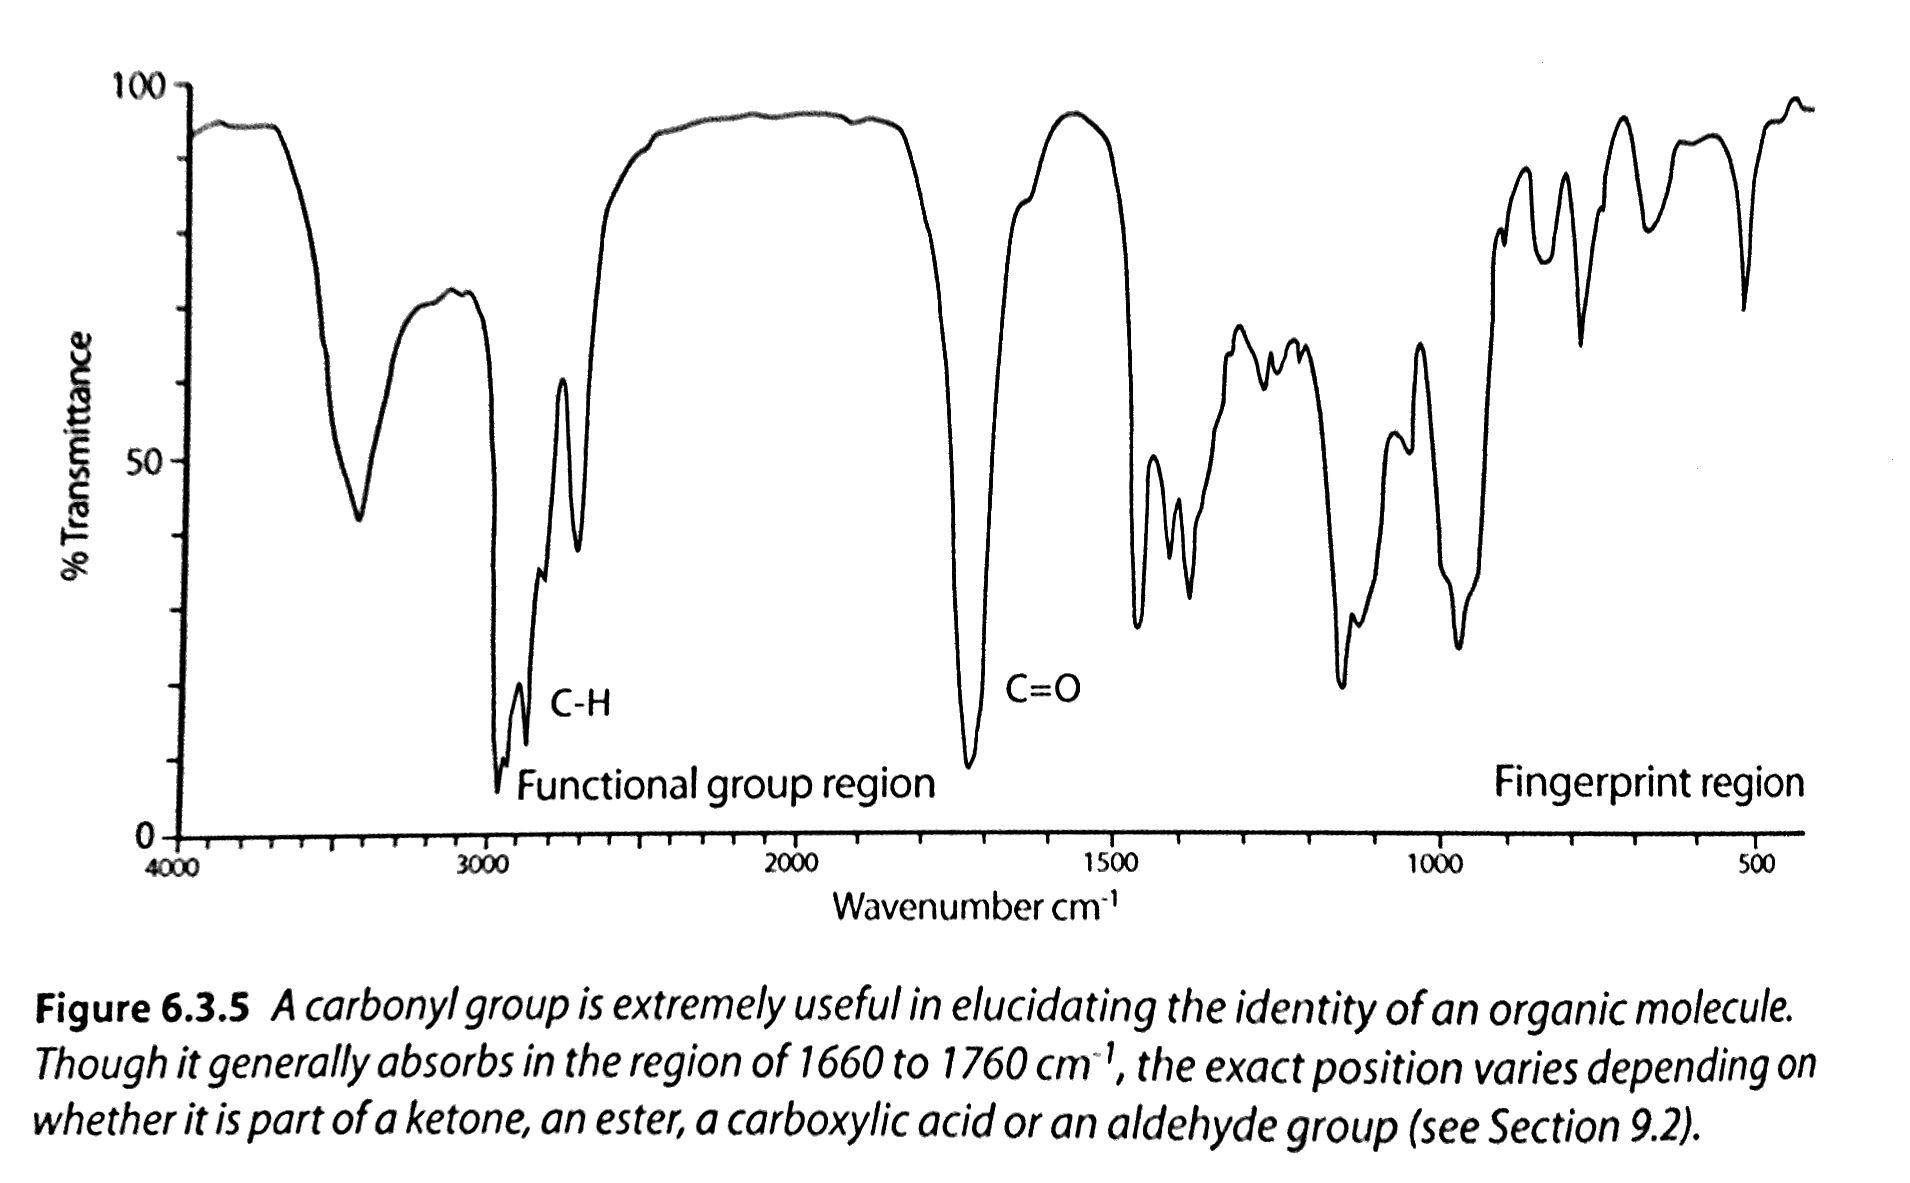 100
50
0
% Transmittance
C-H
C=O
Functional group region
Fingerprint region
4000 3000 2000 1500 1000 500
Wavenumber cm-1
Figure 6.3.5 A carbonyl group is extremely useful in elucidating the identity of an organic molecule.
Though it generally absorbs in the region of 1660 to 1760 cm-1, the exact position varies depending on
whether it is part of a ketone, an ester, a carboxylic acid or an aldehyde group (see Section 9.2).